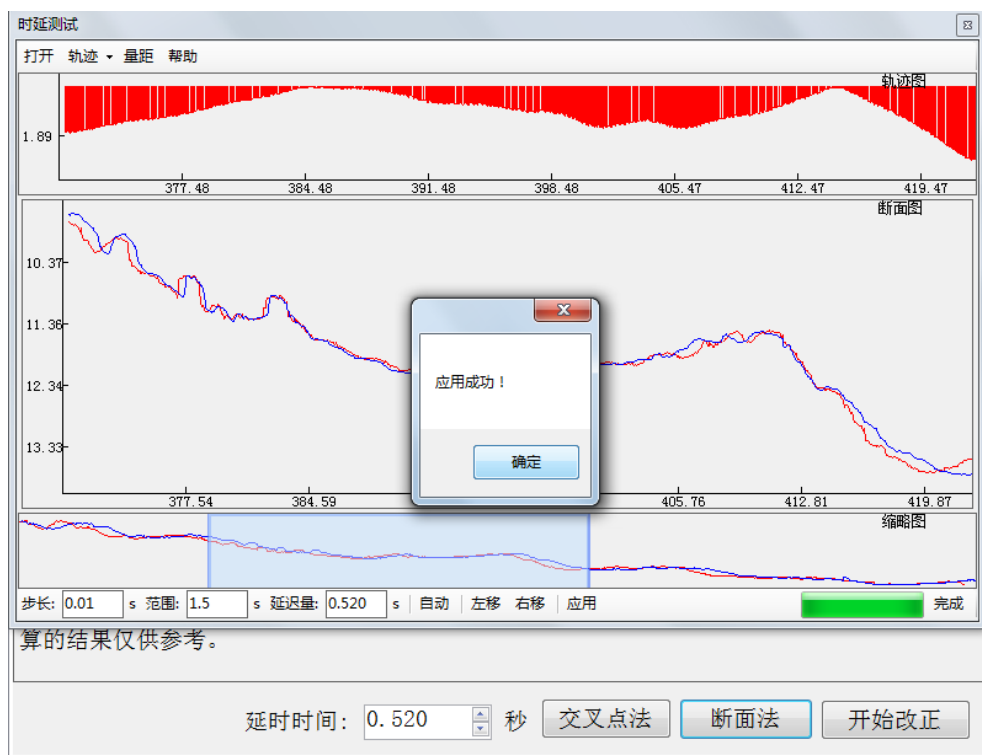 时延测试
打开 轨迹 量距 帮助
轨迹图
1.89
377.48 384.48 391.48 398.48 405.47 412.47 419.47
断面图
10.37
11.36
12.34
13.33
应用成功！
确定
377.54 384.59 405.76 412.81 419.87
缩略图
步长: 0.01 s 范围: 1.5 s 延迟量: 0.520 s 自动 左移 右移 应用 完成
算的结果仅供参考。
延时时间: 0.520 秒 交叉点法 断面法 开始改正